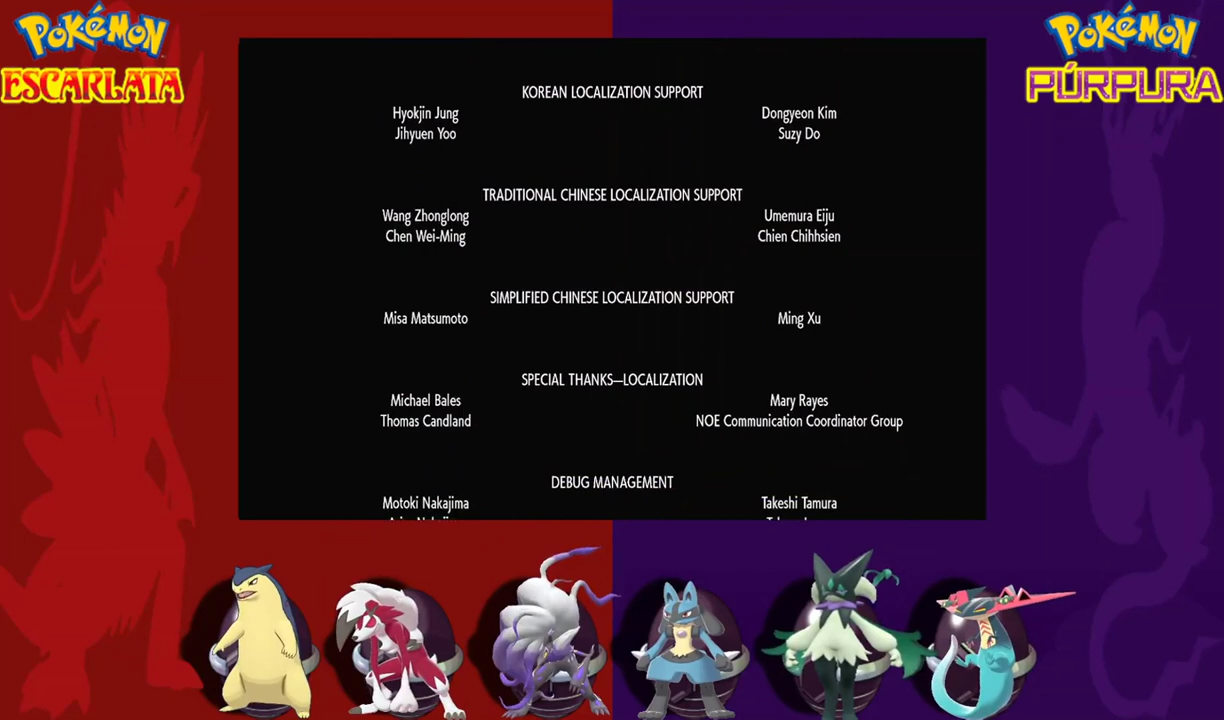 POKÉMON
ESCARLATA
POKÉMON
PÚRPURA
KOREAN LOCALIZATION SUPPORT
Hyokjin Jung Dongyeon Kim
Jihyuen Yoo Suzy Do
TRADITIONAL CHINESE LOCALIZATION SUPPORT
Wang Zhonglong Umemura Eiju
Chen Wei-Ming Chien Chihhsien
SIMPLIFIED CHINESE LOCALIZATION SUPPORT
Misa Matsumoto Ming Xu
SPECIAL THANKS—LOCALIZATION
Michael Bales Mary Rayes
Thomas Candland NOE Communication Coordinator Group
DEBUG MANAGEMENT
Motoki Nakajima Takeshi Tamura